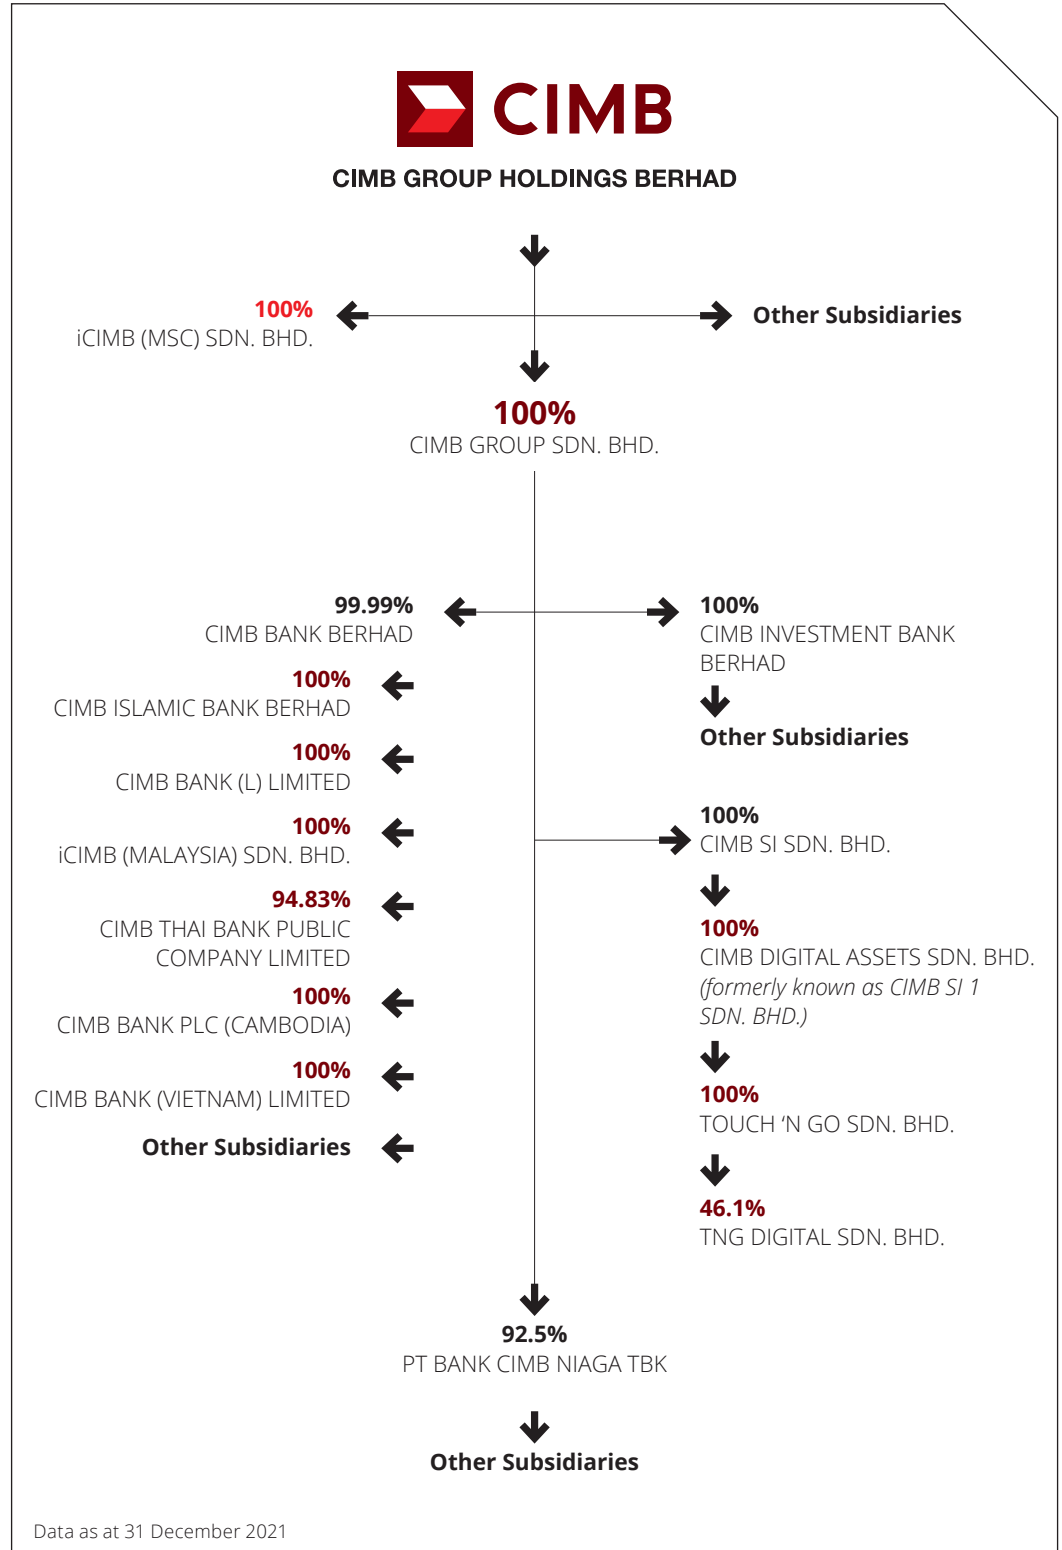 CIMB
CIMB GROUP HOLDINGS BERHAD
100%
iCIMB (MSC) SDN. BHD.
Other Subsidiaries
100%
CIMB GROUP SDN. BHD.
99.99%
CIMB BANK BERHAD
100%
CIMB ISLAMIC BANK BERHAD
100%
CIMB BANK (L) LIMITED
100%
iCIMB (MALAYSIA) SDN. BHD.
94.83%
CIMB THAI BANK PUBLIC
COMPANY LIMITED
100%
CIMB BANK PLC (CAMBODIA)
100%
CIMB BANK (VIETNAM) LIMITED
Other Subsidiaries
100%
CIMB INVESTMENT BANK
BERHAD
Other Subsidiaries
100%
CIMB SI SDN. BHD.
100%
CIMB DIGITAL ASSETS SDN. BHD.
(formerly known as CIMB SI 1
SDN. BHD.)
100%
TOUCH ‘N GO SDN. BHD.
46.1%
TNG DIGITAL SDN. BHD.
92.5%
PT BANK CIMB NIAGA TBK
Other Subsidiaries
Data as at 31 December 2021